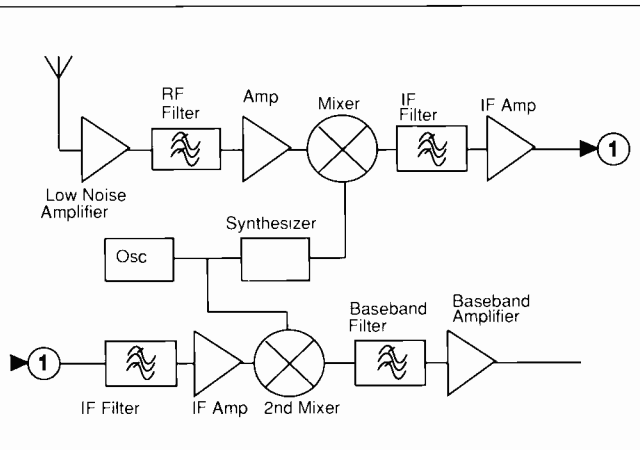 RF
Filter
Amp
Mixer
IF
Filter
IF Amp
1
Low Noise
Amplifier
Synthesizer
Osc
Baseband
Filter
Baseband
Amplifier
1
IF Filter
IF Amp
2nd Mixer